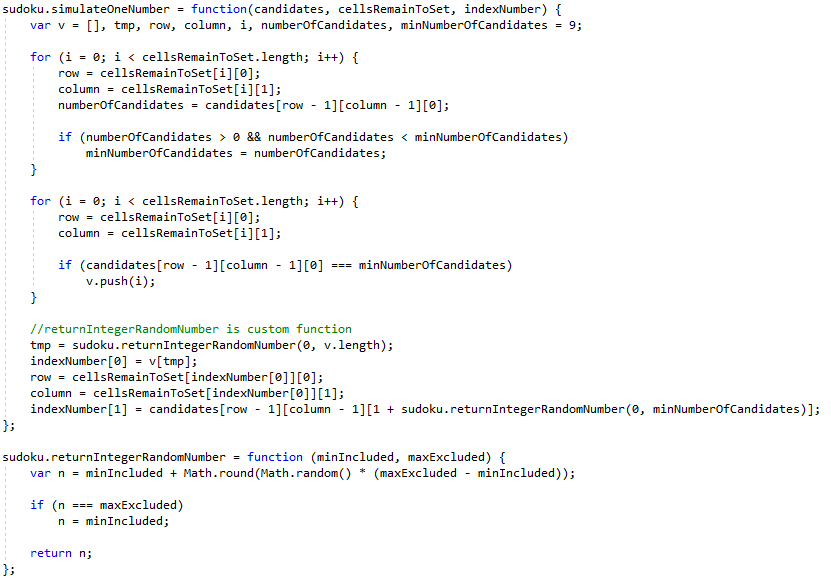 sudoku.simulateOneNumber = function(candidates, cellsRemainToSet, indexNumber) {
    var v = [], tmp, row, column, i, numberOfCandidates, minNumberOfCandidates = 9;

    for (i = 0; i < cellsRemainToSet.length; i++) {
        row = cellsRemainToSet[i][0];
        column = cellsRemainToSet[i][1];
        numberOfCandidates = candidates[row - 1][column - 1][0];

        if (numberOfCandidates > 0 && numberOfCandidates < minNumberOfCandidates)
            minNumberOfCandidates = numberOfCandidates;
    }

    for (i = 0; i < cellsRemainToSet.length; i++) {
        row = cellsRemainToSet[i][0];
        column = cellsRemainToSet[i][1];

        if (candidates[row - 1][column - 1][0] === minNumberOfCandidates)
            v.push(i);
    }

    //returnIntegerRandomNumber is custom function
    tmp = sudoku.returnIntegerRandomNumber(0, v.length);
    indexNumber[0] = v[tmp];
    row = cellsRemainToSet[indexNumber[0]][0];
    column = cellsRemainToSet[indexNumber[0]][1];
    indexNumber[1] = candidates[row - 1][column - 1][1 + sudoku.returnIntegerRandomNumber(0, minNumberOfCandidates)];
};

sudoku.returnIntegerRandomNumber = function (minIncluded, maxExcluded) {
    var n = minIncluded + Math.round(Math.random() * (maxExcluded - minIncluded));

    if (n === maxExcluded)
        n = minIncluded;

    return n;
};